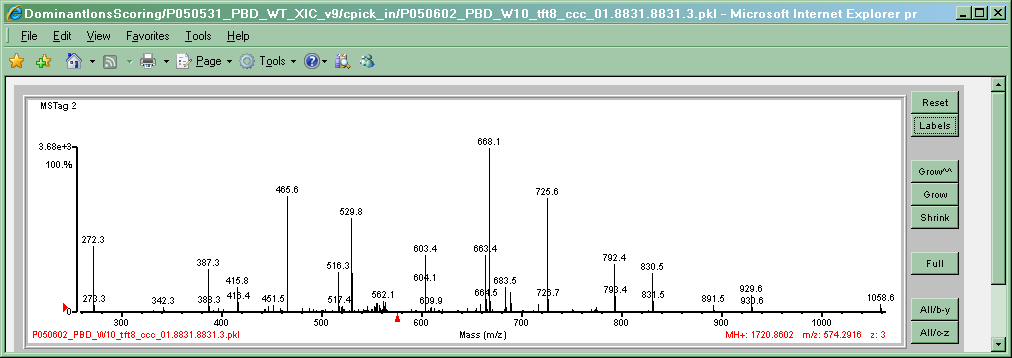 DominantIonsScoring/P050531_PBD_WT_XIC_v9/cpick_in/P050602_PBD_W10_tft8_ccc_01.8831.8831.3.pkl - Microsoft Internet Explorer pr
File Edit View Favorites Tools Help
Page Tools
MSTag 2
Reset
Labels
3.68e+3
100.%
668.1
Grow^^
465.6
725.6
Grow
529.8
Shrink
272.3
603.4
663.4
387.3
516.3
792.4
Full
415.8
604.1
683.5
830.5
273.3
342.3
388.3
416.4
451.5
517.4
562.1
609.9
664.5
726.7
793.4
831.5
891.5
929.6
930.6
1058.6
0
All/b-y
300 400 500 600 700 800 900 1000
All/c-z
P050602_PBD_W10_tft8_ccc_01.8831.8831.3.pkl Mass (m/z) MH+: 1720.8602 m/z: 574.2916 z: 3